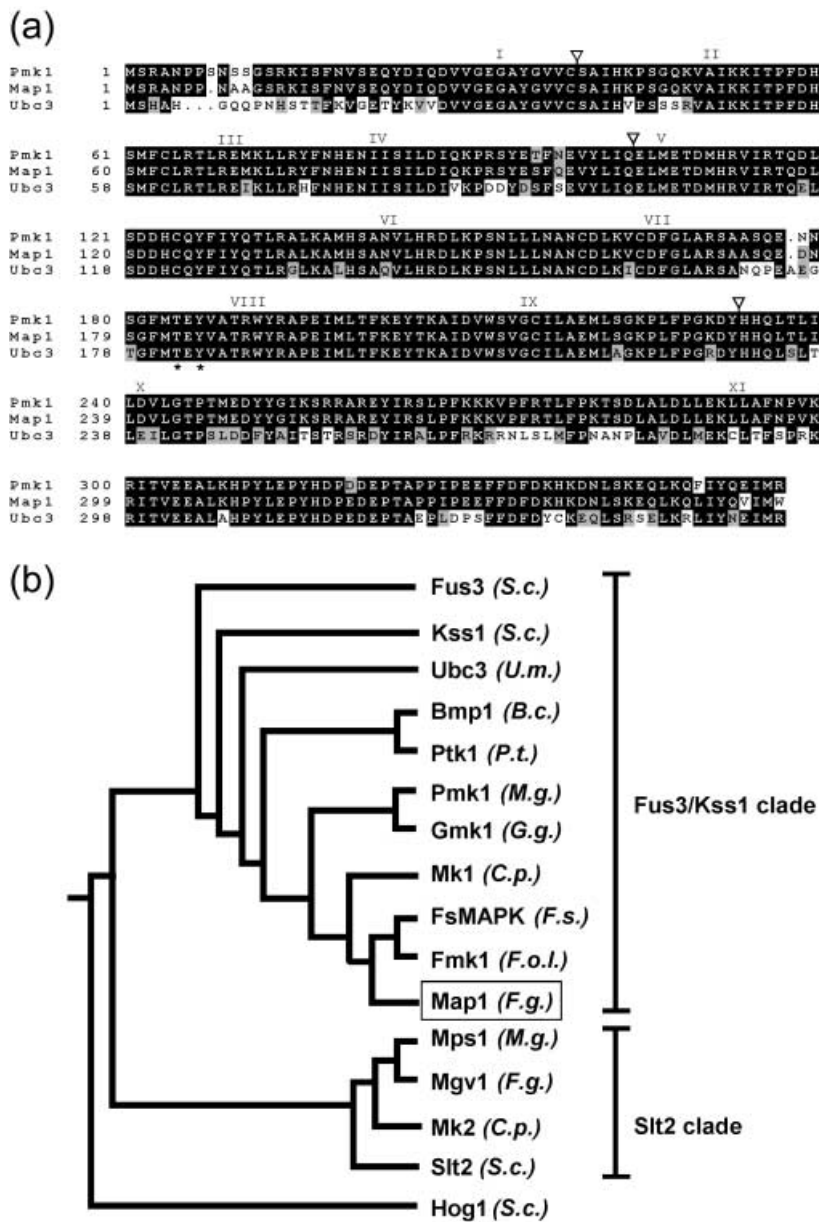 (a)
I II
Pmk1 1 MSRANPPSNSSGSRKISFNVSEQYDIQDVVGEGAYGVVCSAIHKPSGQKVAIKKITPFDH
Map1 1 MSRANPP.NAAGSRKISFNVSEQYDIQDVVGEGAYGVVCSAIHKPSGQKVAIKKITPFDH
Ubc3 1 MSHAH...GQQPNHSTTFKVGETYKVVDVVGEGAYGVVCSAIHVPSSSRVAIKKITPFDH
III IV V
Pmk1 61 SMFCLRTLREMKLLRYFNHENIISILDIQKPRSYETFNEVYLIQELMETDMHRVIRTQDL
Map1 60 SMFCLRTLREMKLLRYFNHENIISILDIQKPRSYESFQEVYLIQELMETDMHRVIRTQDL
Ubc3 58 SMFCLRTLREIKLLRHFNHENIISILDIVKPDDYDSFSEVYLIQELMETDMHRVIRTQEL
VI VII
Pmk1 121 SDDHCQYFIYQTLRALKAMHSANVLHRDLKPSNLLLNANCDLKVCDFGLARSAASQE.NN
Map1 120 SDDHCQYFIYQTLRALKAMHSANVLHRDLKPSNLLLNANCDLKVCDFGLARSAASQE.DN
Ubc3 118 SDDHCQYFIYQTLRGLKALHSAQVLHRDLKPSNLLLNANCDLKICDFGLARSANQPEAEG
VIII IX
Pmk1 180 SGFMTEYVATRWYRAPEIMLTFKEYTKAIDVWSVGCILAEMLSGKPLFPGKDYHHQLTLI
Map1 179 SGFMTEYVATRWYRAPEIMLTFKEYTKAIDVWSVGCILAEMLSGKPLFPGKDYHHQLTLI
Ubc3 178 TGFMTEYVATRWYRAPEIMLTFKEYTKAIDVWSVGCILAEMLAGKPLFPGRDYHHQLSLT
* *
X XI
Pmk1 240 LDVLGTPTMEDYYGIKSRRAREYIRSLPFKKKVPFRTLFPKTSDLALDLLEKLLAFNPVK
Map1 239 LDVLGTPTMEDYYGIKSRRAREYIRSLPFKKKVPFRTLFPKTSDLALDLLEKLLAFNPVK
Ubc3 238 LEILGTPSLDDFYAITSTRSRDYIRALPFRKRRNLSLMFPNANPLAVDLMEKCLTFSPRK
Pmk1 300 RITVEEALKHPYLEPYHDPDDEPTAPPIPEEFFDFDKHKDNLSKEQLKQFIYQEIMR
Map1 299 RITVEEALKHPYLEPYHDPEDEPTAPPIPEEFFDFDKHKDNLSKEQLKQLIYQVIMW
Ubc3 298 RITVEEALAHPYLEPYHDPEDEPTAEPLDPSFFDFDYCKEQLSRSELKRLIYNEIMR
(b)
Fus3 (S.c.)
Kss1 (S.c.)
Ubc3 (U.m.)
Bmp1 (B.c.)
Ptk1 (P.t.)
Pmk1 (M.g.)
Gmk1 (G.g.)
Mk1 (C.p.)
FsMAPK (F.s.)
Fmk1 (F.o.l.)
Map1 (F.g.)
Fus3/Kss1 clade
Mps1 (M.g.)
Mgv1 (F.g.)
Mk2 (C.p.)
Slt2 (S.c.)
Slt2 clade
Hog1 (S.c.)